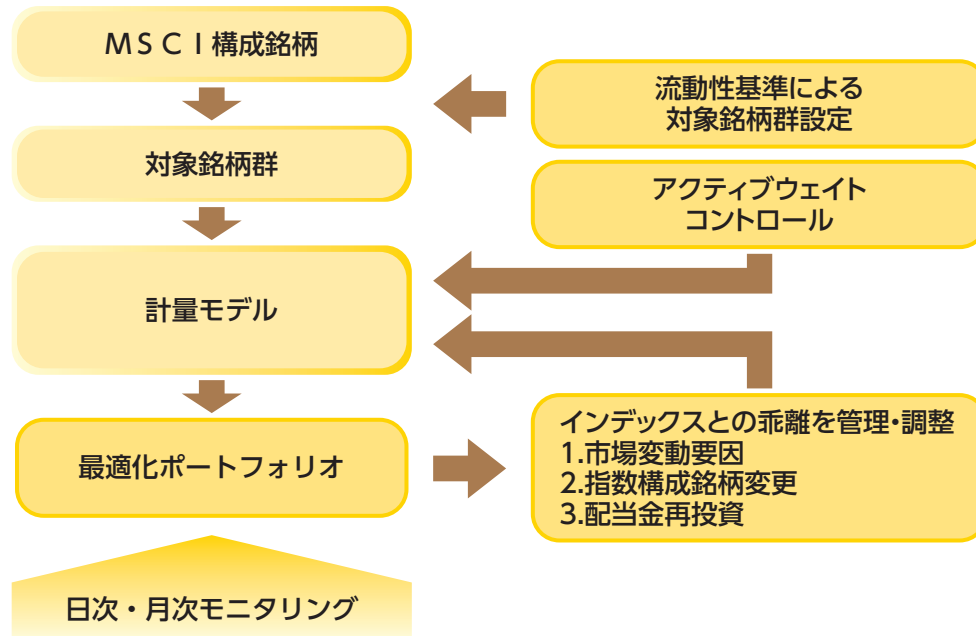 MSCI構成銘柄
流動性基準による
対象銘柄群設定
対象銘柄群
アクティブウェイト
コントロール
計量モデル
最適化ポートフォリオ
インデックスとの乖離を管理・調整
1.市場変動要因
2.指数構成銘柄変更
3.配当金再投資
日次・月次モニタリング